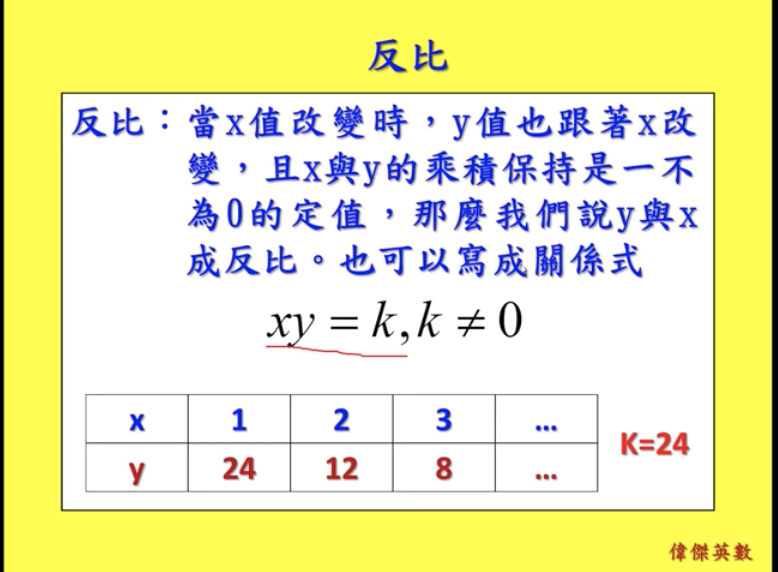 反比
反比：當x值改變時，y值也跟著x改
變，且x與y的乘積保持是一不
為0的定值，那麼我們說y與x
成反比。也可以寫成關係式
xy = k, k ≠ 0
x 1 2 3 …
y 24 12 8 …
K=24
偉傑英數